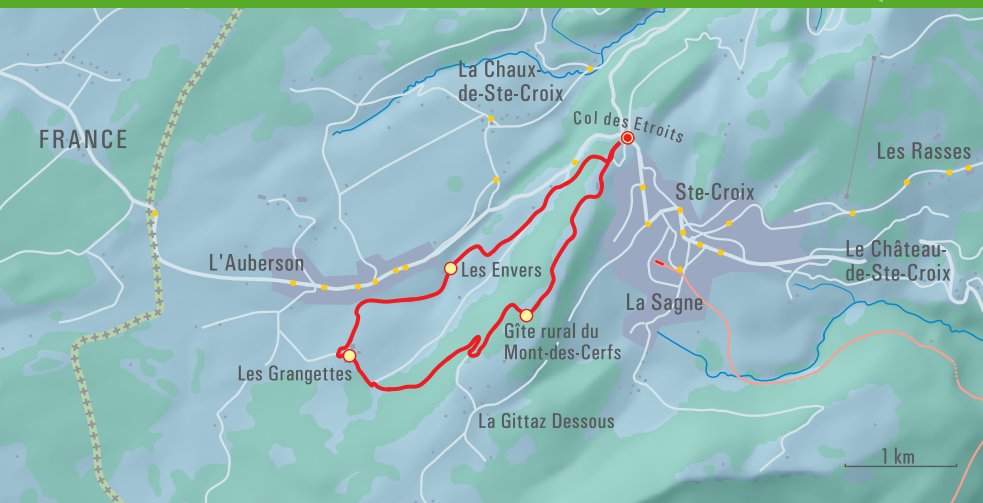 La Chaux-
de-Ste-Croix
Col des Etroits
FRANCE
Les Rasses
Ste-Croix
L'Auberson
Les Envers
Le Château-
de-Ste-Croix
La Sagne
Gîte rural du
Mont-des-Cerfs
Les Grangettes
La Gittaz Dessous
1 km